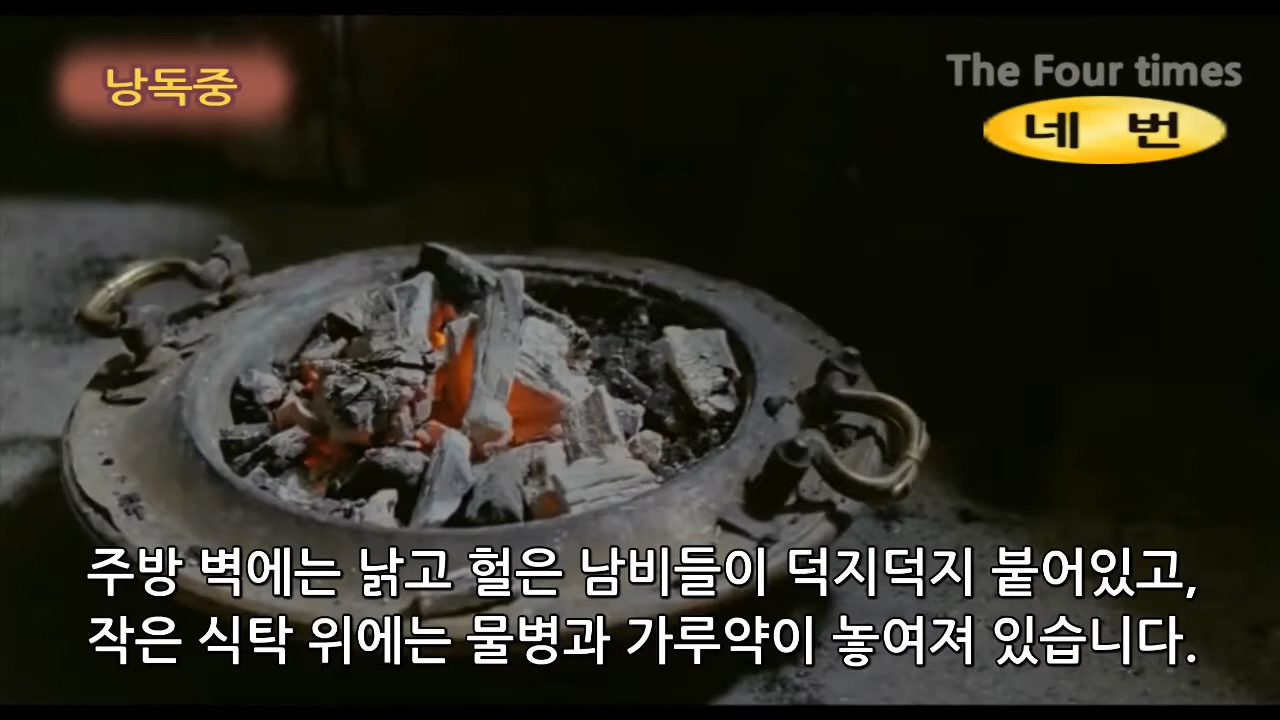 낭독중
The Four times
네 번
주방 벽에는 낡고 헐은 남비들이 덕지덕지 붙어있고,
작은 식탁 위에는 물병과 가루약이 놓여져 있습니다.